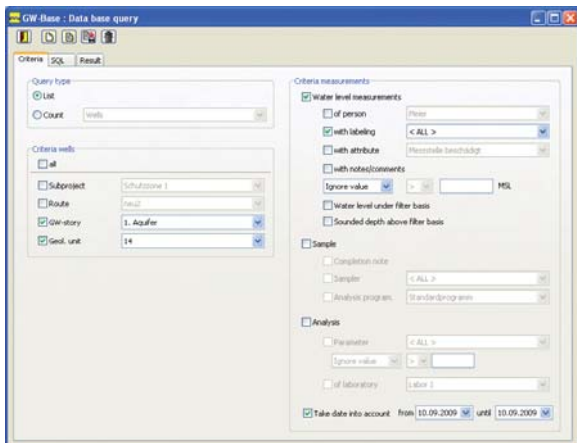 GW-Base : Data base query
Criteria SQL Result
Query type
List
Count Wells
Criteria wells
all
Subproject Schutzzone 1
Route neu2
GW-story 1. Aquifer
Geol. unit 14
Criteria measurements
Water level measurements
of person Meier
with labeling < ALL >
with attribute Messstelle beschädigt
with notes/comments
Ignore value > MSL
Water level under filter basis
Sounded depth above filter basis
Sample
Completion note
Sampler < ALL >
Analysis program. Standardprogramm
Analysis
Parameter < ALL >
Ignore value >
of laboratory Labor 1
Take date into account from 10.09.2009 until 10.09.2009